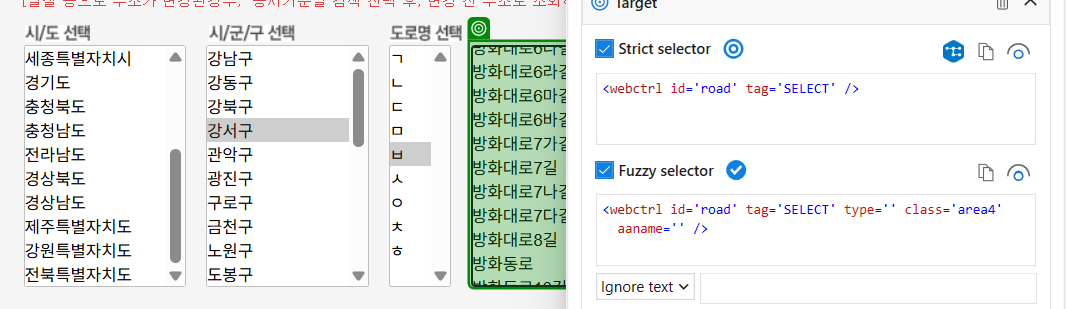 시/도 선택
세종특별자치시
경기도
충청북도
충청남도
전라남도
경상북도
경상남도
제주특별자치도
강원특별자치도
전북특별자치도
시/군/구 선택
강남구
강동구
강북구
강서구
관악구
광진구
구로구
금천구
노원구
도봉구
도로명 선택
ㄱ
ㄴ
ㄷ
ㅁ
ㅂ
ㅅ
ㅇ
ㅊ
ㅎ
방화대로6라길
방화대로6마길
방화대로6바길
방화대로7가길
방화대로7길
방화대로7나길
방화대로7다길
방화대로8길
방화동로
Target
Strict selector
<webctrl id='road' tag='SELECT' />
Fuzzy selector
<webctrl id='road' tag='SELECT' type='' class='area4'
aaname='' />
Ignore text